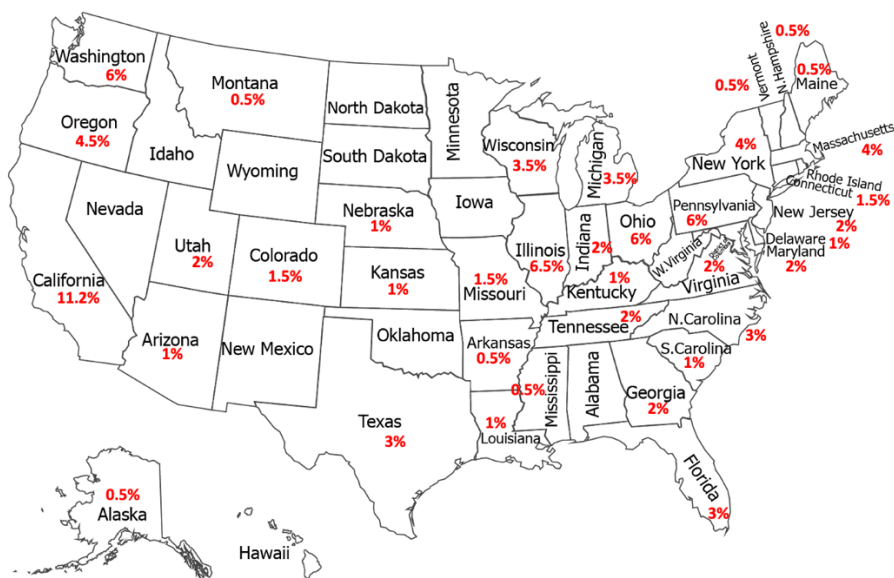 0.5%
N.Hampshire
Vermont
0.5%
0.5%
Maine
Washington
6%
Montana
0.5%
North Dakota
Minnesota
Oregon
4.5%
Idaho
Wyoming
South Dakota
Wisconsin
3.5%
Michigan
3.5%
4%
New York
Massachusetts
4%
Rhode Island
Connecticut
1.5%
Nevada
Utah
2%
Colorado
1.5%
Nebraska
1%
Iowa
Illinois
6.5%
Indiana
2%
Ohio
6%
Pennsylvania
6%
New Jersey
2%
Delaware
1%
Maryland
2%
W.Virginia
2%
Virginia
California
11.2%
Kansas
1%
1.5%
Missouri
1%
Kentucky
Arizona
1%
New Mexico
Oklahoma
Arkansas
0.5%
2%
Tennessee
N.Carolina
3%
S.Carolina
1%
Texas
3%
1%
Louisiana
0.5%
Mississippi
Alabama
Georgia
2%
Florida
3%
0.5%
Alaska
Hawaii